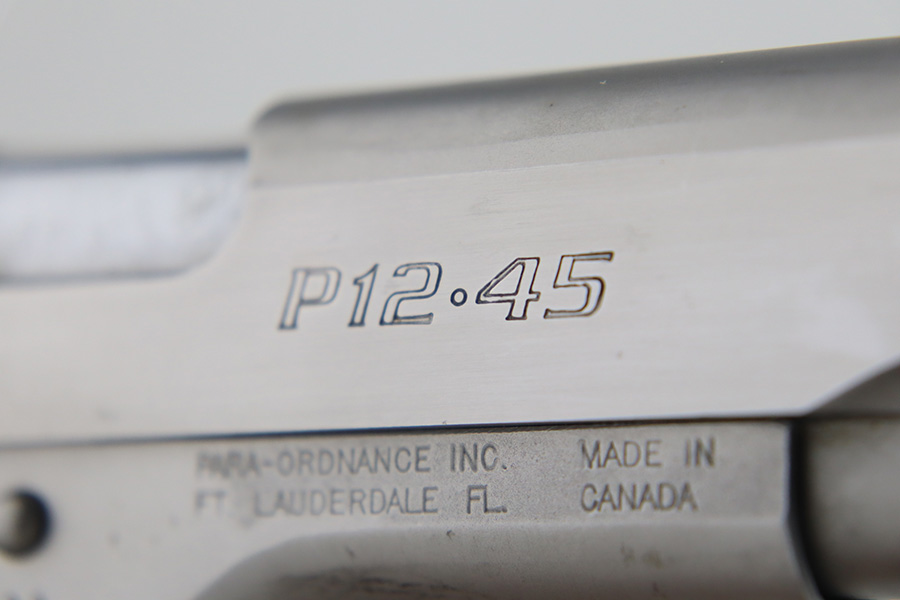 P12•45
PARA-ORDNANCE INC. MADE IN
FT. LAUDERDALE FL. CANADA